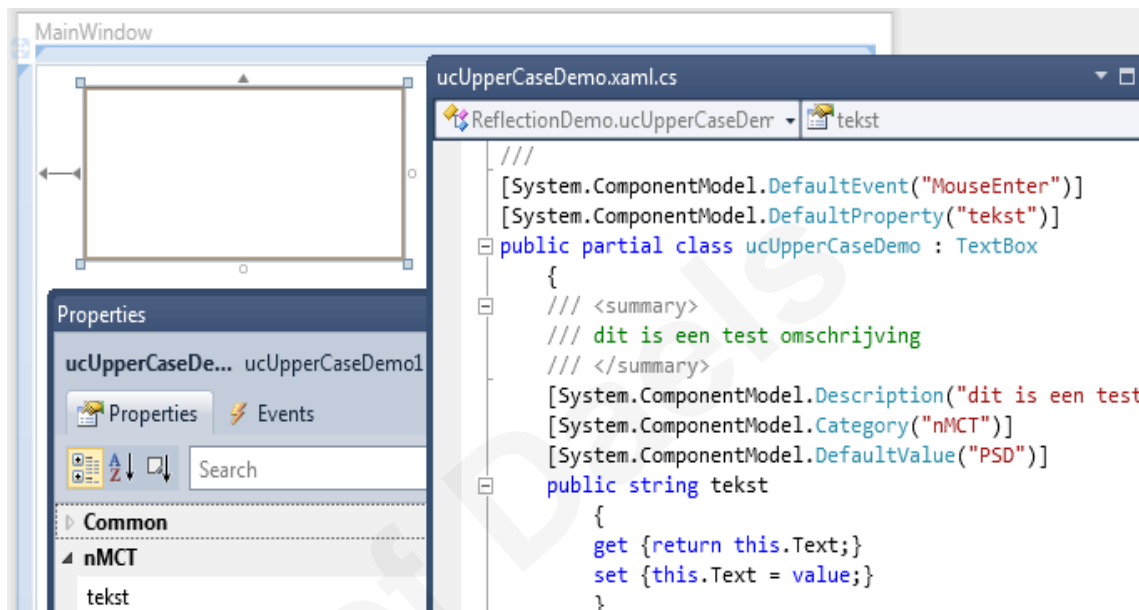 MainWindow
ucUpperCaseDemo.xaml.cs
ReflectionDemo.ucUpperCaseDem
tekst
///
[System.ComponentModel.DefaultEvent("MouseEnter")]
[System.ComponentModel.DefaultProperty("tekst")]
public partial class ucUpperCaseDemo : TextBox
{
/// <summary>
/// dit is een test omschrijving
/// </summary>
[System.ComponentModel.Description("dit is een test
[System.ComponentModel.Category("nMCT")]
[System.ComponentModel.DefaultValue("PSD")]
public string tekst
{
get {return this.Text;}
set {this.Text = value;}
}
Properties
ucUpperCaseDe... ucUpperCaseDemo1
Properties
Events
Search
Common
nMCT
tekst
of Daels